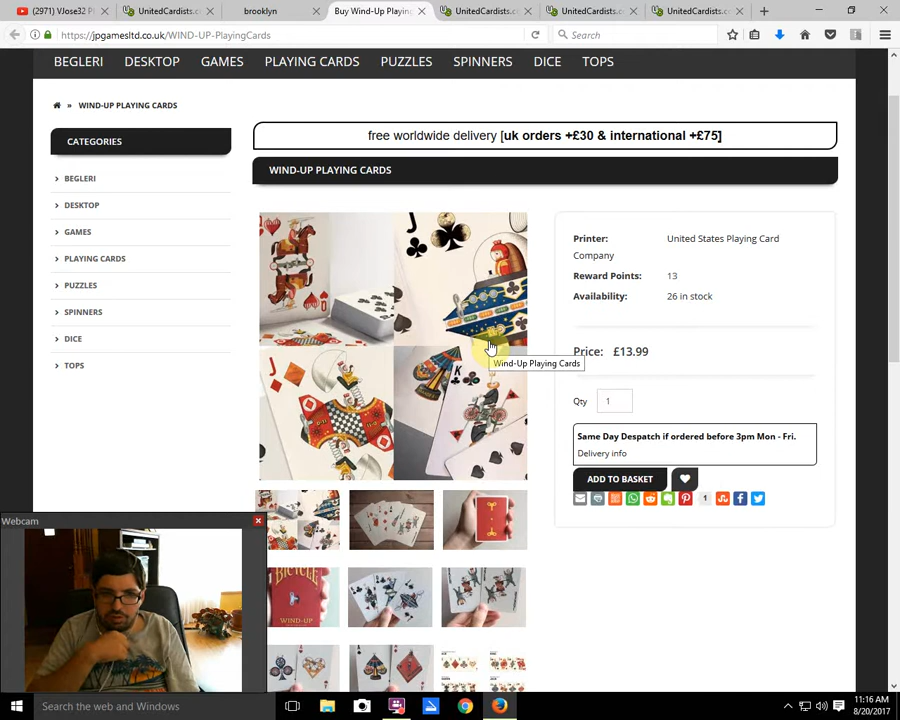 (2971) VJose32 P
UnitedCardists.c
brooklyn
Buy Wind-Up Playin
UnitedCardists.c
UnitedCardists.c
UnitedCardists.c
https://jpgamesltd.co.uk/WIND-UP-PlayingCards
Search
BEGLERI DESKTOP GAMES PLAYING CARDS PUZZLES SPINNERS DICE TOPS
» WIND-UP PLAYING CARDS
CATEGORIES
BEGLERI
DESKTOP
GAMES
PLAYING CARDS
PUZZLES
SPINNERS
DICE
TOPS
free worldwide delivery [uk orders +£30 & international +£75]
WIND-UP PLAYING CARDS
J
J
K
Wind-Up Playing Cards
BICYCLE
WIND-UP
Printer: United States Playing Card
Company
Reward Points: 13
Availability: 26 in stock
Price: £13.99
Qty 1
Same Day Despatch if ordered before 3pm Mon - Fri.
Delivery info
ADD TO BASKET
1
Webcam
Search the web and Windows
11:16 AM
8/20/2017